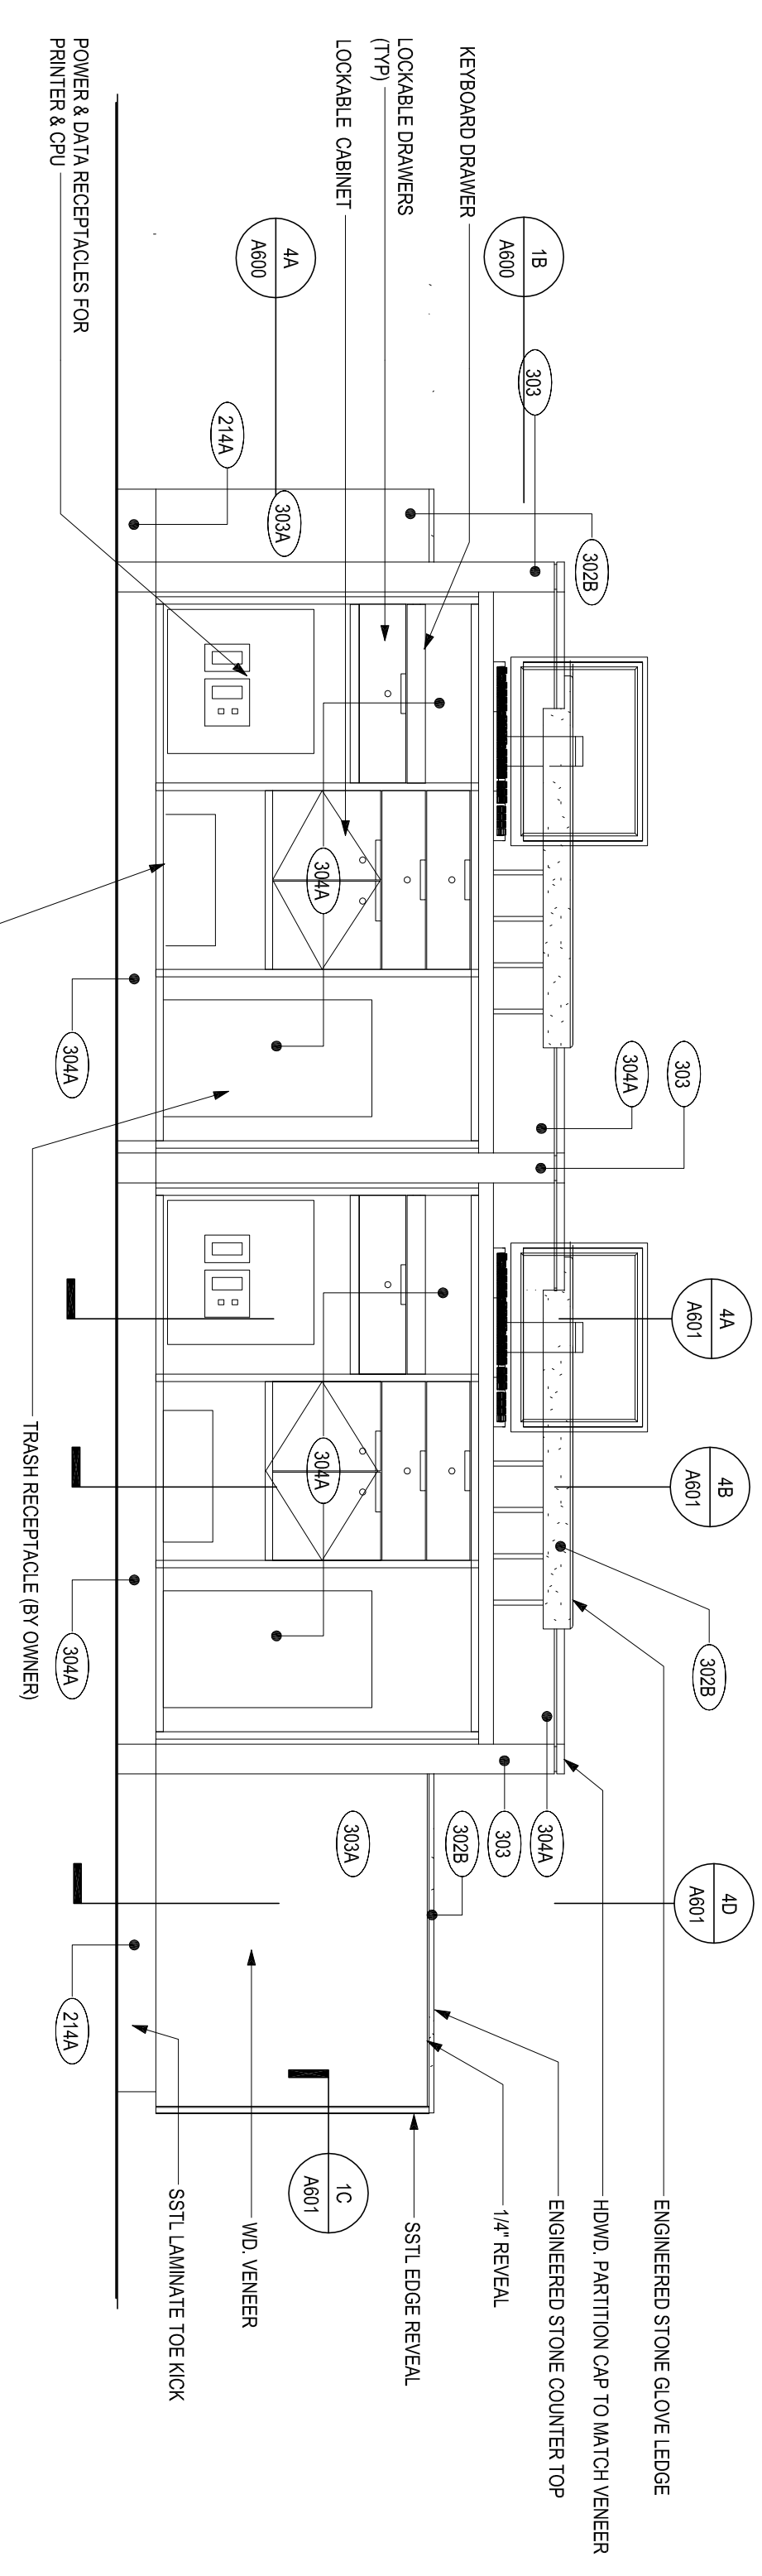 KEYBOARD DRAWER
LOCKABLE DRAWERS
(TYP)
LOCKABLE CABINET
POWER & DATA RECEPTACLES FOR
PRINTER & CPU
1B
A600
4A
A600
303
214A
303A
302B
304A
304A
304A
303
TRASH RECEPTACLE (BY OWNER)
4A
A601
4B
A601
304A
304A
302B
4D
A601
304A
303
302B
303A
214A
1C
A601
ENGINEERED STONE GLOVE LEDGE
HDWD. PARTITION CAP TO MATCH VENEER
ENGINEERED STONE COUNTER TOP
1/4" REVEAL
SSTL EDGE REVEAL
WD. VENEER
SSTL LAMINATE TOE KICK